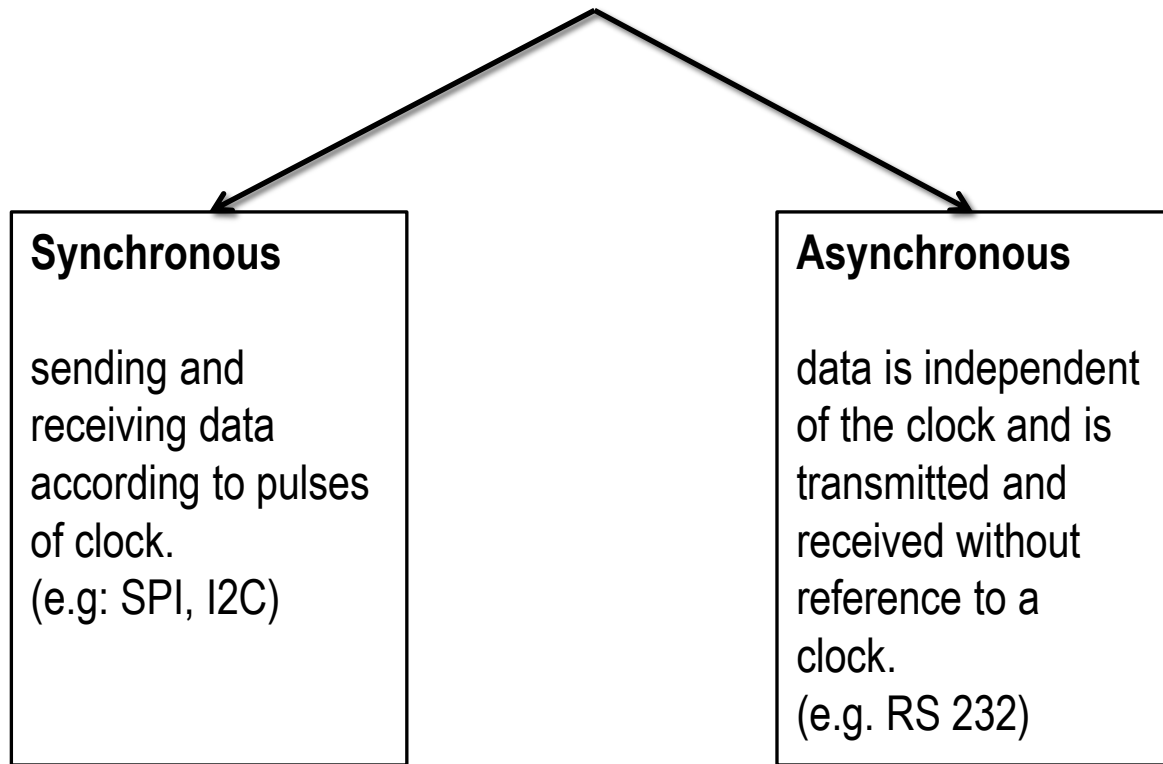 Synchronous
sending and
receiving data
according to pulses
of clock.
(e.g: SPI, I2C)
Asynchronous
data is independent
of the clock and is
transmitted and
received without
reference to a
clock.
(e.g. RS 232)